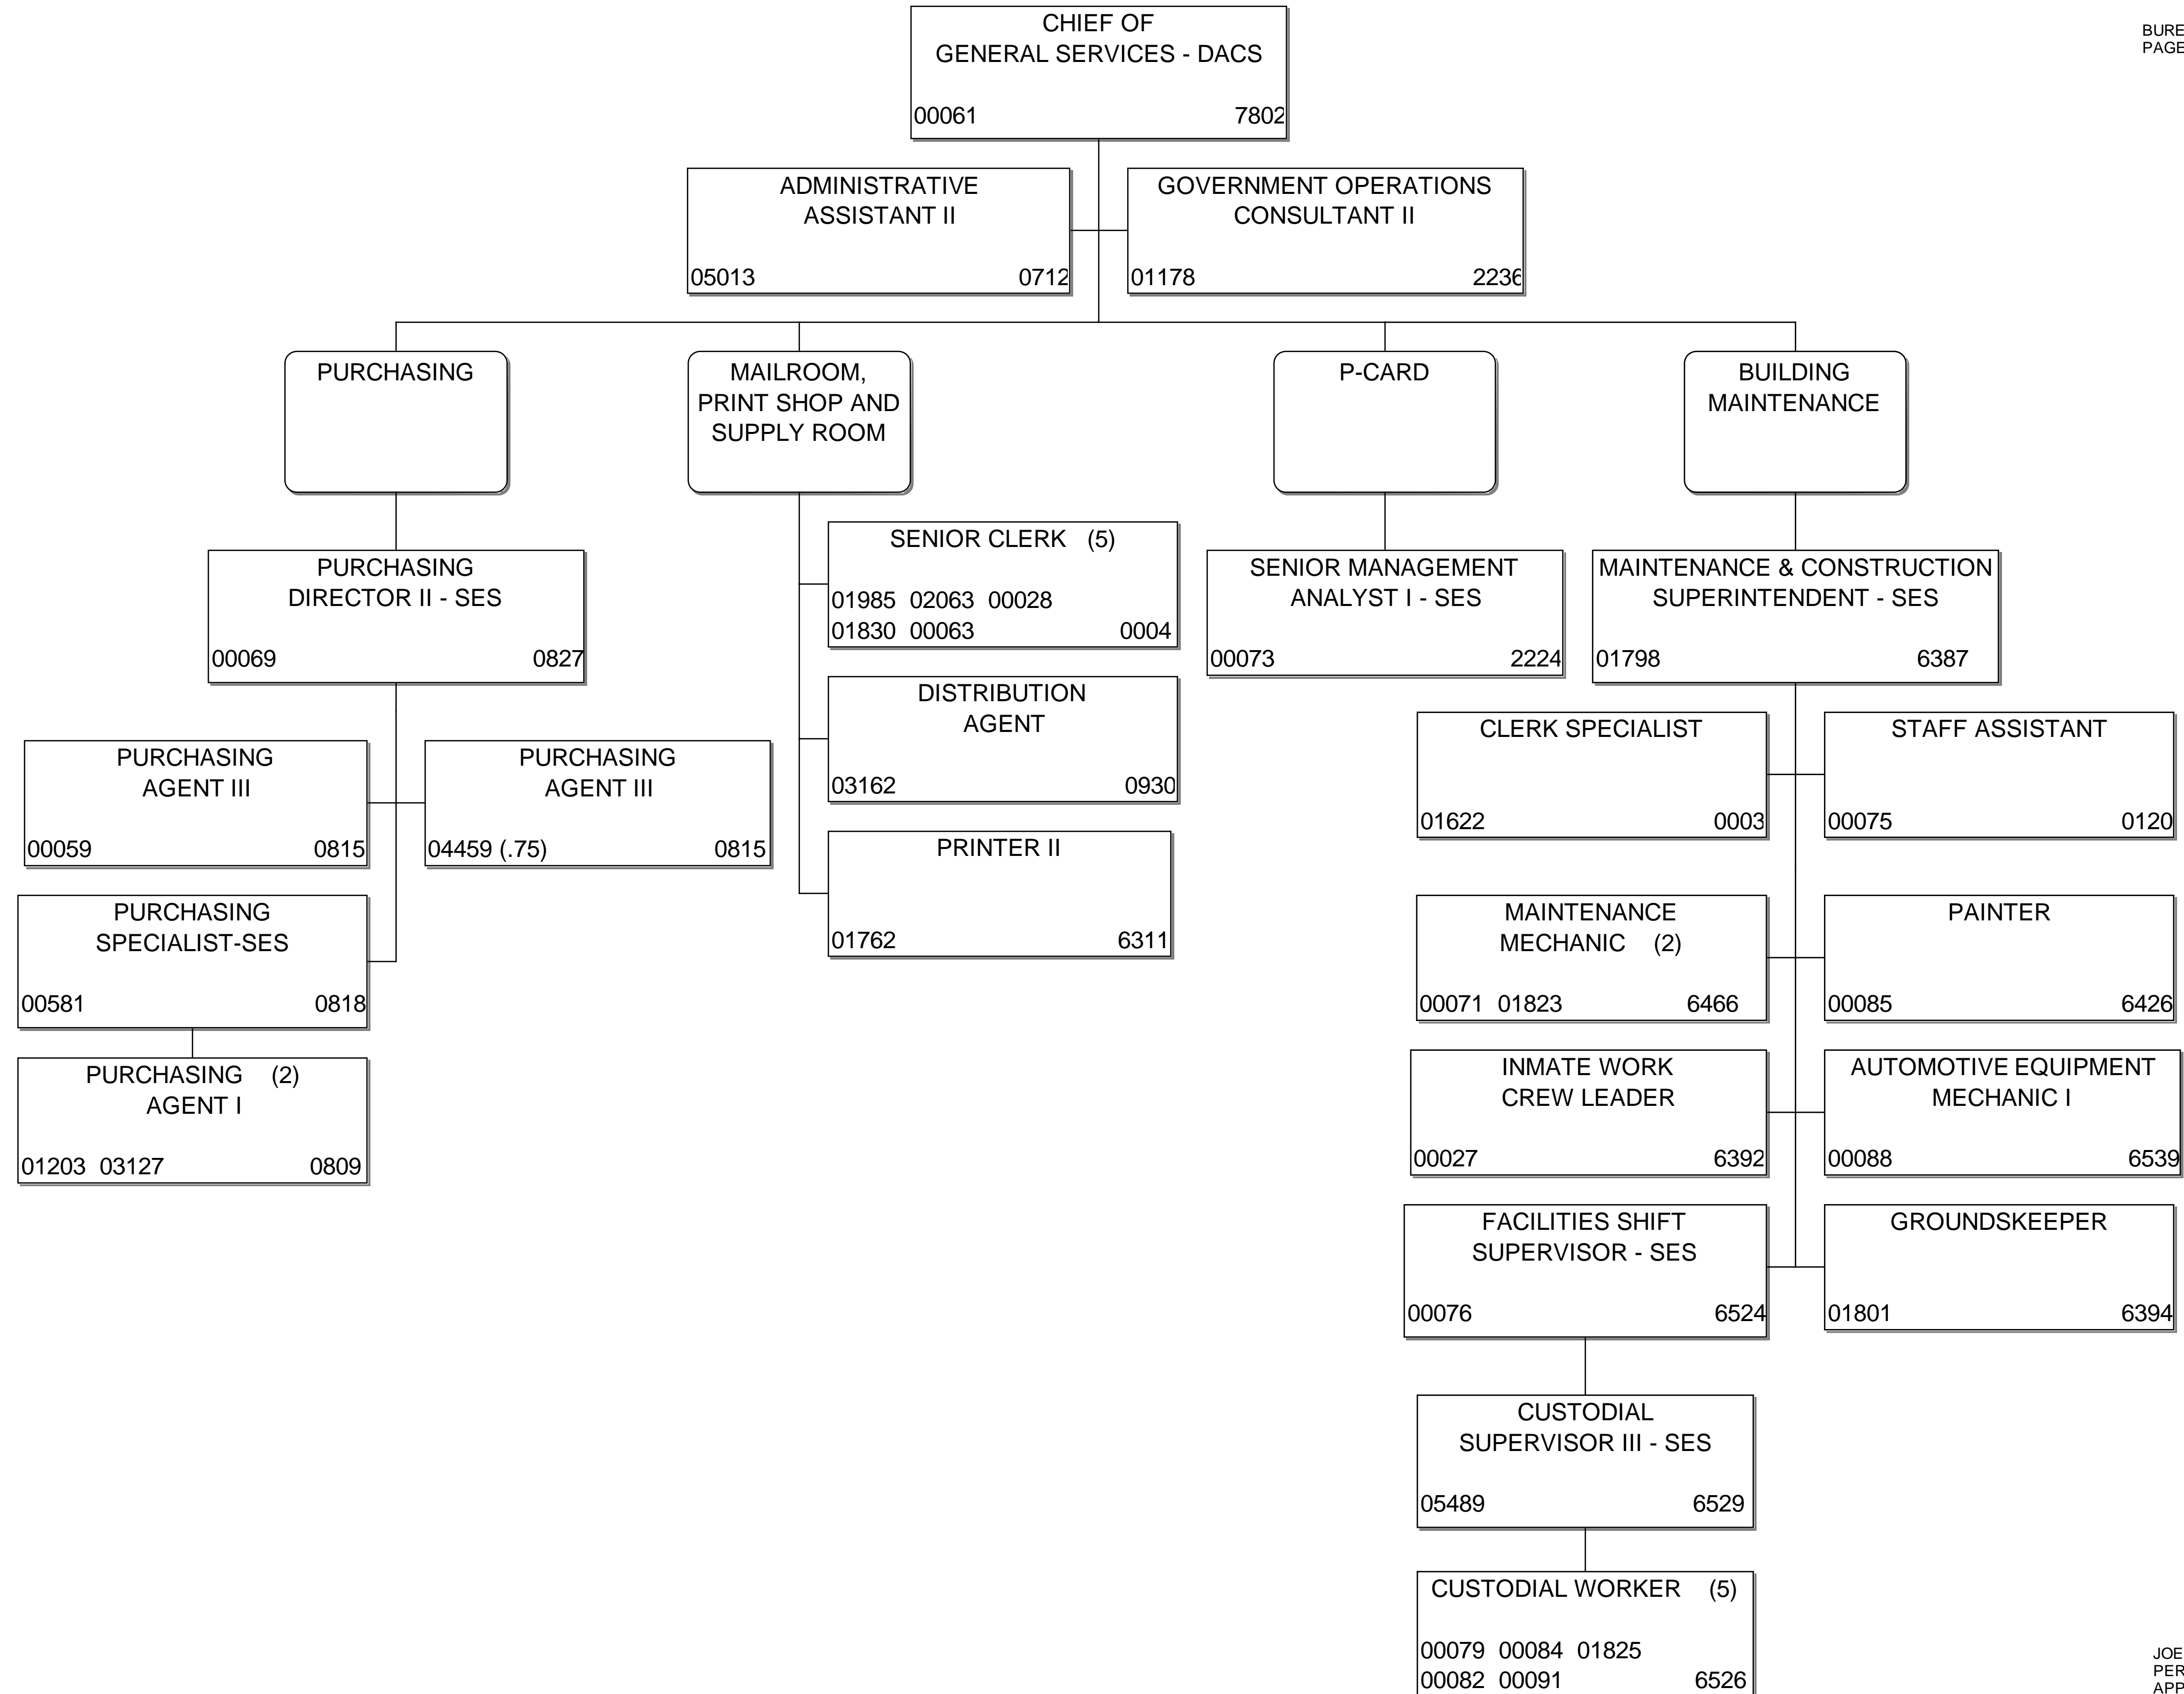 CHIEF OF
GENERAL SERVICES - DACS
00061 7802
ADMINISTRATIVE
ASSISTANT II
05013 0712
GOVERNMENT OPERATIONS
CONSULTANT II
01178 2236
PURCHASING
MAILROOM,
PRINT SHOP AND
SUPPLY ROOM
P-CARD
BUILDING
MAINTENANCE
PURCHASING
DIRECTOR II - SES
00069 0827
PURCHASING
AGENT III
00059 0815
PURCHASING
AGENT III
04459 (.75) 0815
PURCHASING
SPECIALIST-SES
00581 0818
PURCHASING (2)
AGENT I
01203 03127 0809
SENIOR CLERK (5)
01985 02063 00028
01830 00063 0004
DISTRIBUTION
AGENT
03162 0930
PRINTER II
01762 6311
SENIOR MANAGEMENT
ANALYST I - SES
00073 2224
MAINTENANCE & CONSTRUCTION
SUPERINTENDENT - SES
01798 6387
CLERK SPECIALIST
01622 0003
STAFF ASSISTANT
00075 0120
MAINTENANCE
MECHANIC (2)
00071 01823 6466
PAINTER
00085 6426
INMATE WORK
CREW LEADER
00027 6392
AUTOMOTIVE EQUIPMENT
MECHANIC I
00088 6539
FACILITIES SHIFT
SUPERVISOR - SES
00076 6524
GROUNDSKEEPER
01801 6394
CUSTODIAL
SUPERVISOR III - SES
05489 6529
CUSTODIAL WORKER (5)
00079 00084 01825
00082 00091 6526
BURE
PAGE
JOE
PER
APP